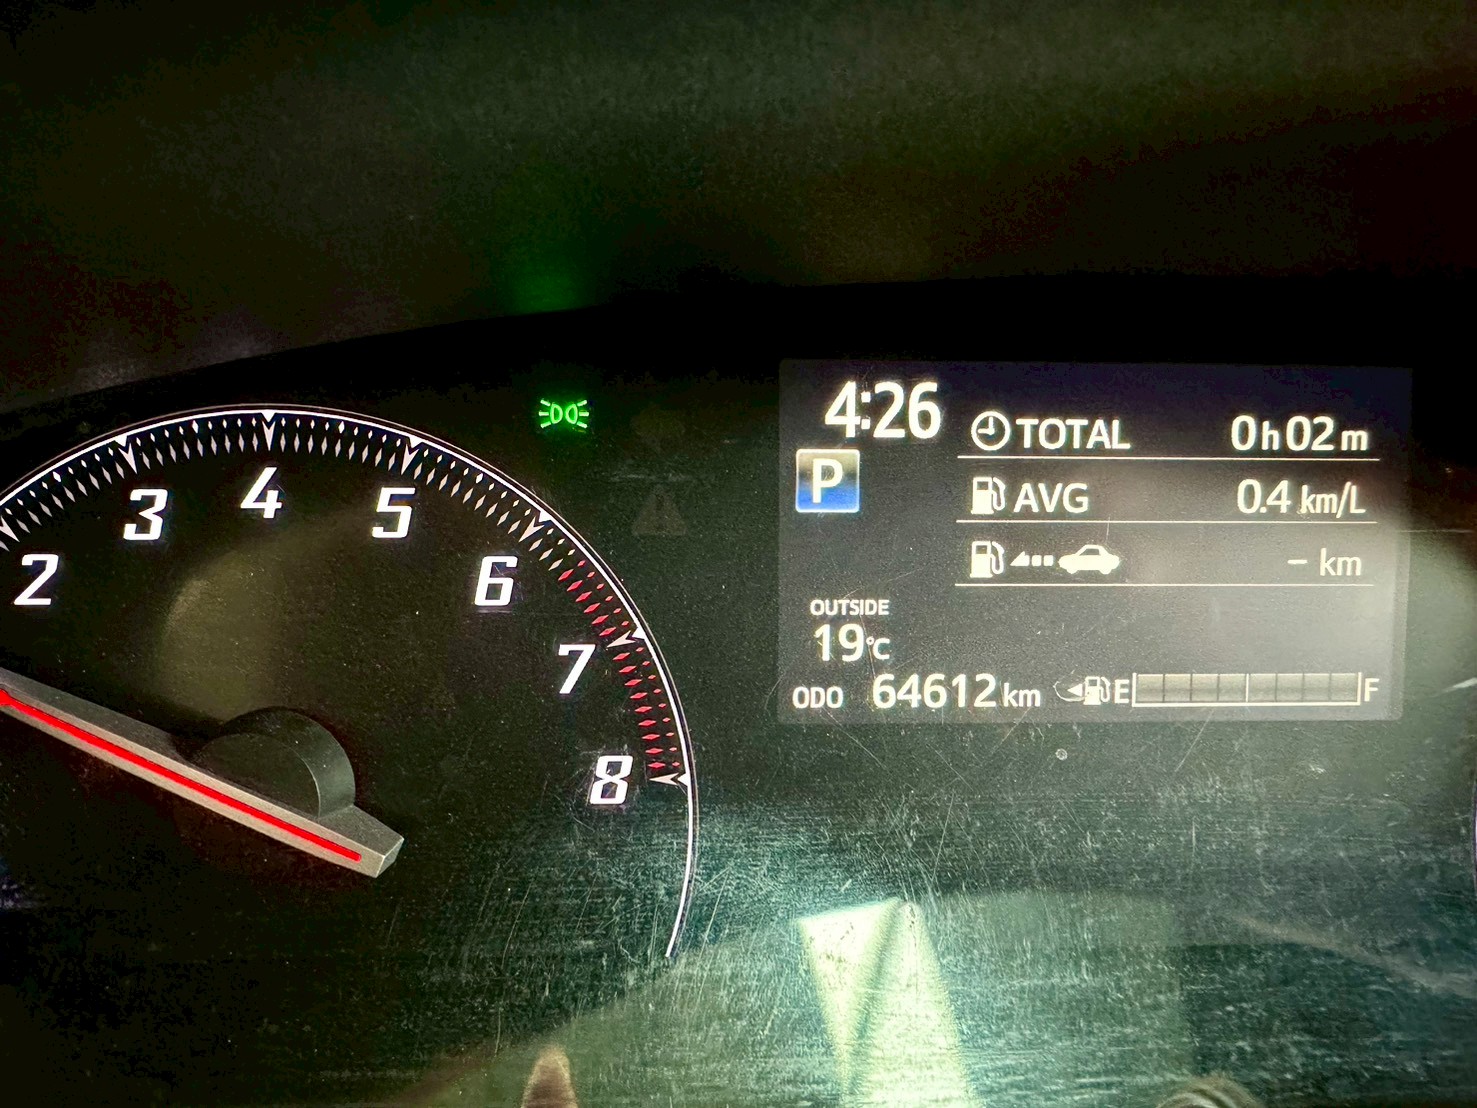 2
3
4
5
6
7
8
4:26
P
TOTAL 0h02m
AVG 0.4 km/L
- km
OUTSIDE
19°C
ODO 64612 km E F